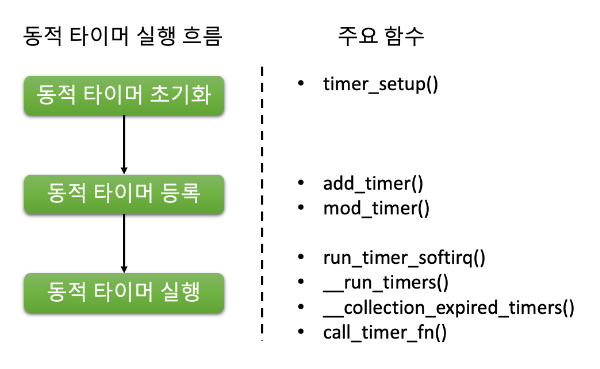 동적 타이머 실행 흐름
주요 함수
동적 타이머 초기화
• timer_setup()
동적 타이머 등록
• add_timer()
• mod_timer()
동적 타이머 실행
• run_timer_softirq()
• __run_timers()
• __collection_expired_timers()
• call_timer_fn()